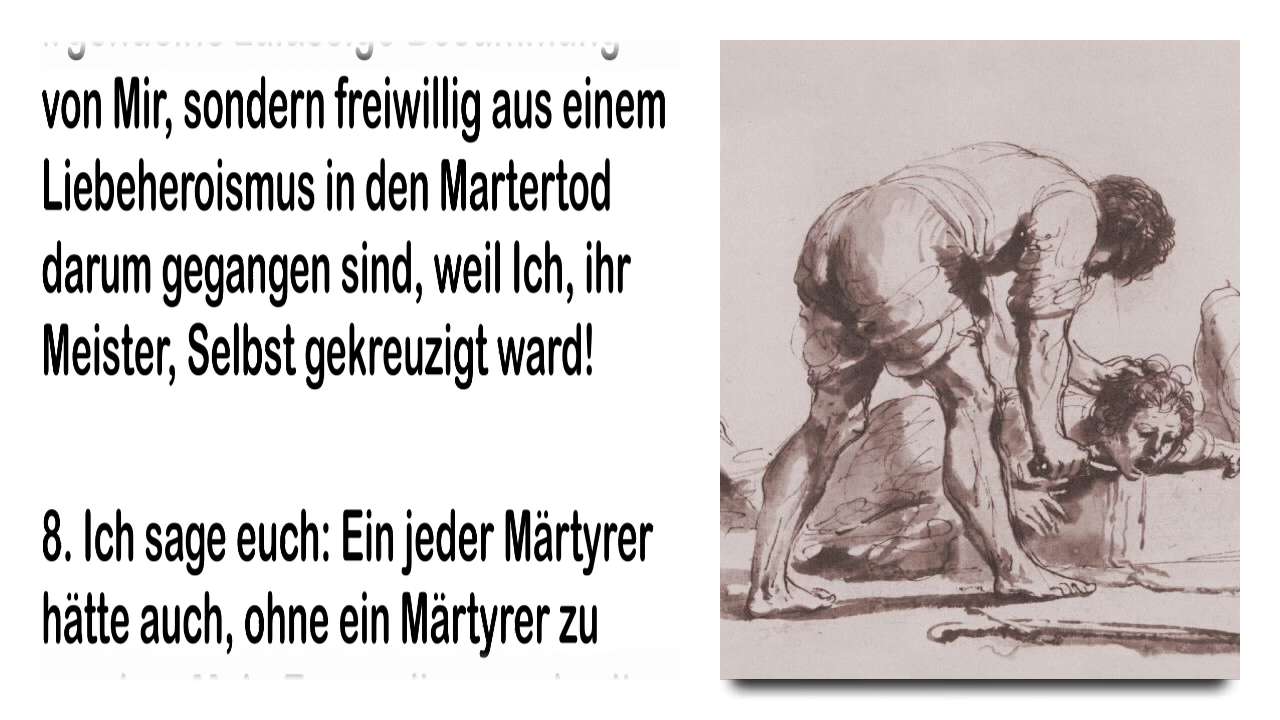 von Mir, sondern freiwillig aus einem
Liebeheroismus in den Martertod
darum gegangen sind, weil Ich, ihr
Meister, Selbst gekreuzigt ward!
8. Ich sage euch: Ein jeder Märtyrer
hätte auch, ohne ein Märtyrer zu